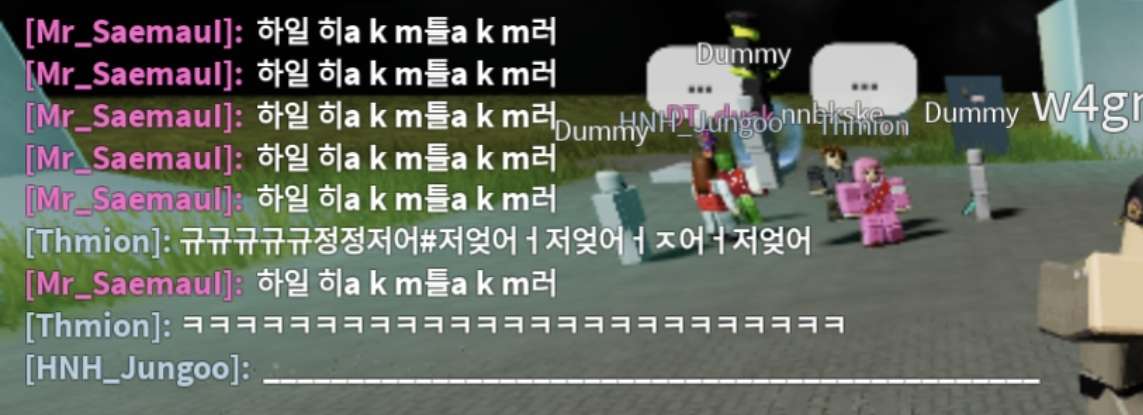 [Mr_Saemaul]: 하일 히a k m틀a k m러
[Mr_Saemaul]: 하일 히a k m틀a k m러
[Mr_Saemaul]: 하일 히a k m틀a k m러
[Mr_Saemaul]: 하일 히a k m틀a k m러
[Mr_Saemaul]: 하일 히a k m틀a k m러
[Thmion]: 규규규규규정정저어#저엊어ㅓ저엊어ㅓㅈ어ㅓ저엊어
[Mr_Saemaul]: 하일 히a k m틀a k m러
[Thmion]: ㅋㅋㅋㅋㅋㅋㅋㅋㅋㅋㅋㅋㅋㅋㅋㅋㅋㅋㅋㅋㅋㅋㅋㅋㅋ
[HNH_Jungoo]: ________________________________
Dummy
...
...
Dummy
HNH_Jungoo
nnbkske
Thmion
Dummy